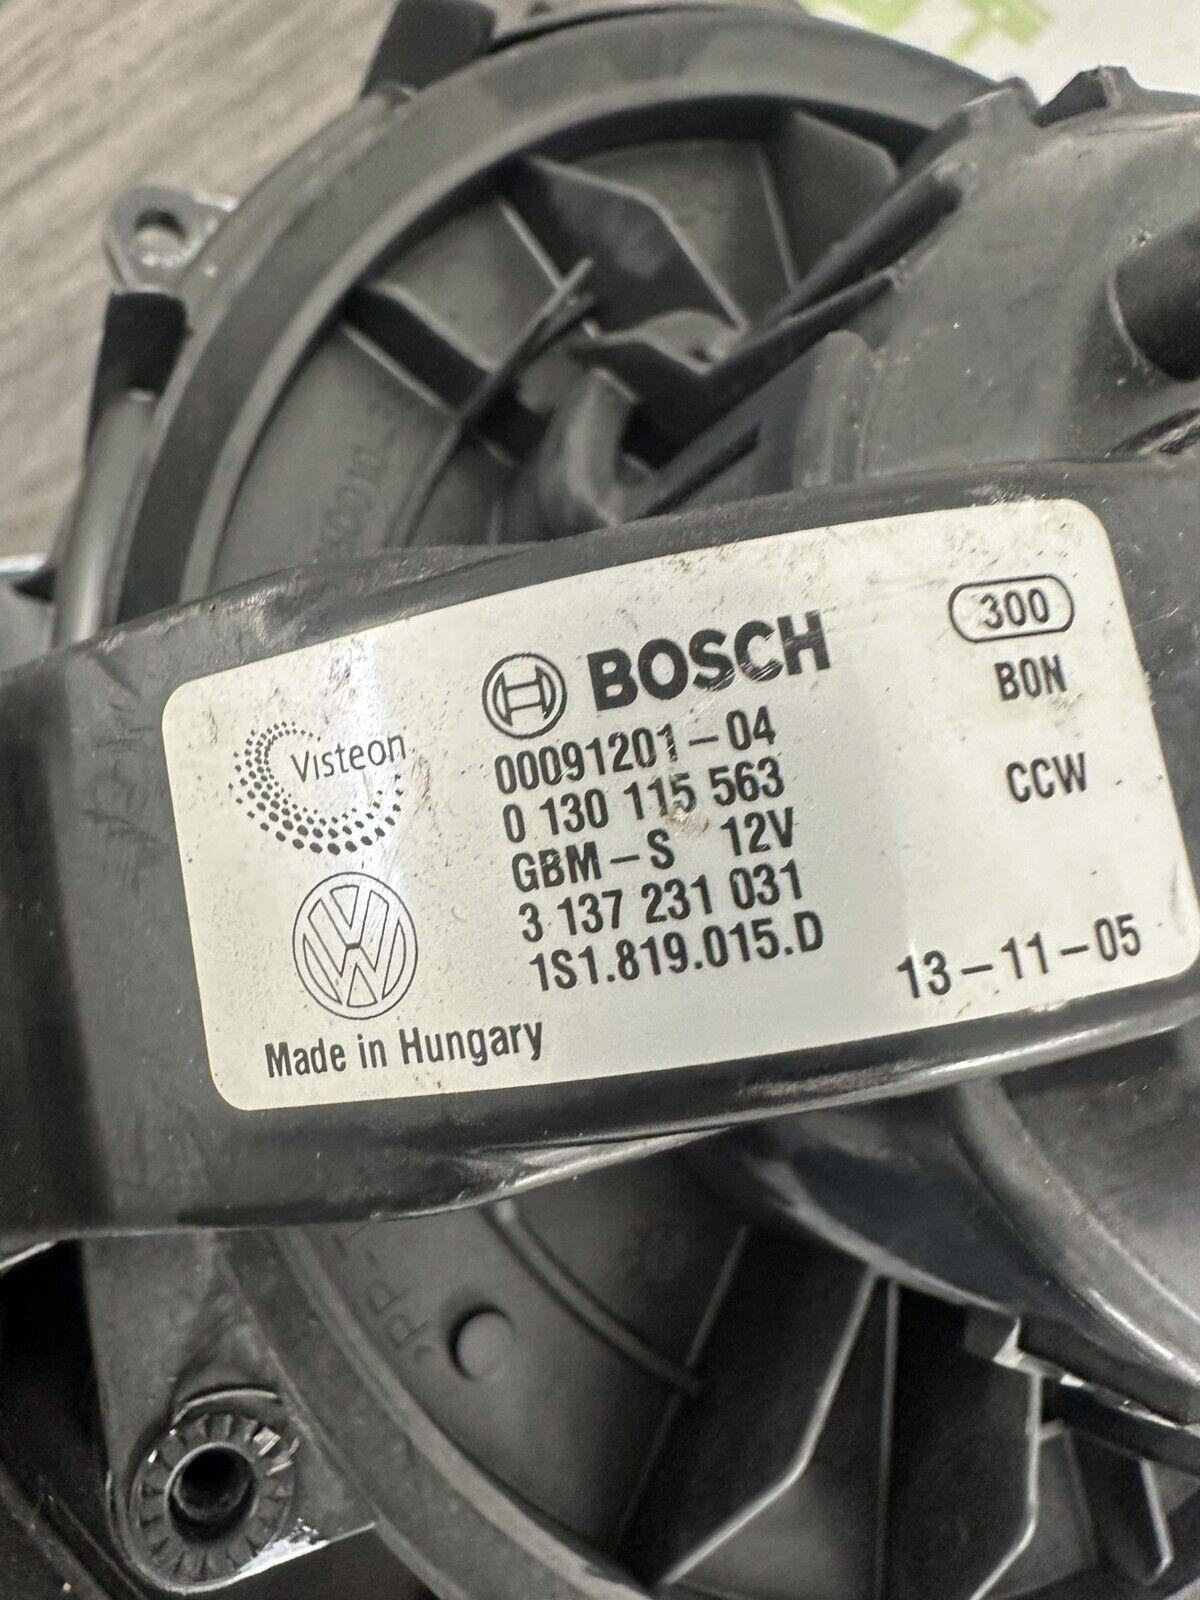 BOSCH
300
BON
Visteon
00091201-04
0 130 115 563
CCW
GBM-S 12V
3 137 231 031
1S1.819.015.D
13-11-05
Made in Hungary